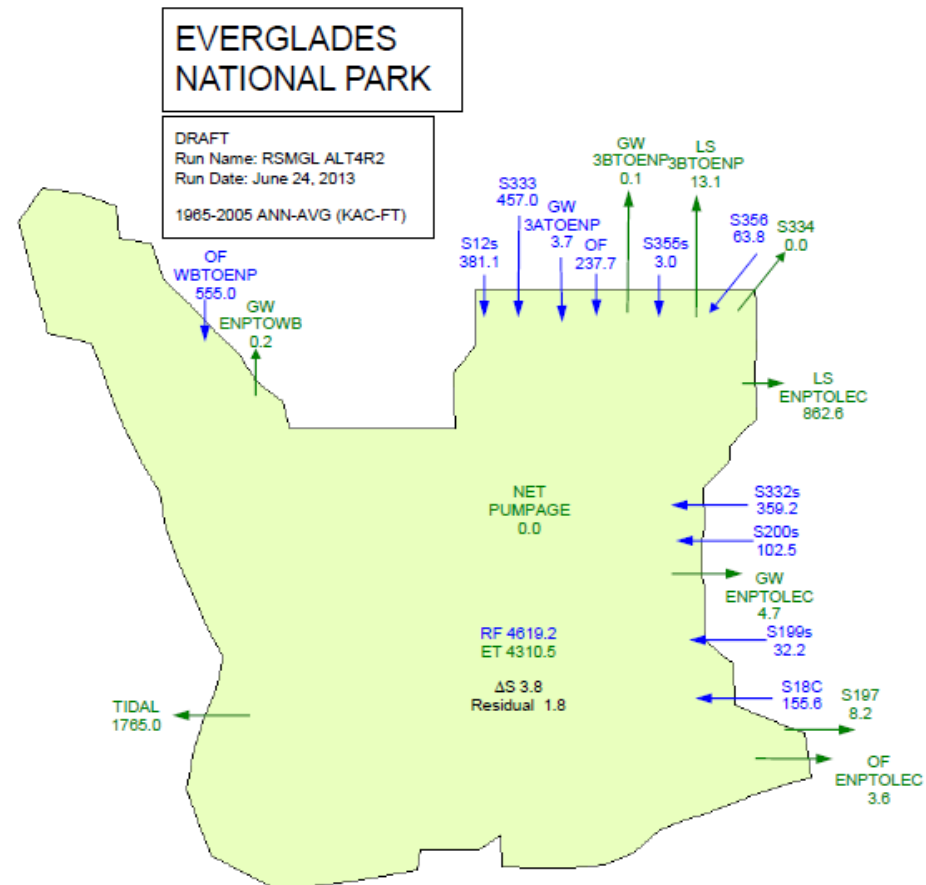 EVERGLADES
NATIONAL PARK
DRAFT
Run Name: RSMGL ALT4R2
Run Date: June 24, 2013
1965-2005 ANN-AVG (KAC-FT)
OF
WBTOENP
555.0
GW
ENPTOWB
0.2
S12s
381.1
S333
457.0
GW
3ATOENP
3.7
OF
237.7
GW
3BTOENP
0.1
S355s
3.0
LS
3BTOENP
13.1
S356
63.8
S334
0.0
LS
ENPTOLEC
862.6
NET
PUMPAGE
0.0
S332s
359.2
S200s
102.5
GW
ENPTOLEC
4.7
RF 4619.2
ET 4310.5
ΔS 3.8
Residual 1.8
S199s
32.2
S18C
155.6
S197
8.2
TIDAL
1765.0
OF
ENPTOLEC
3.6